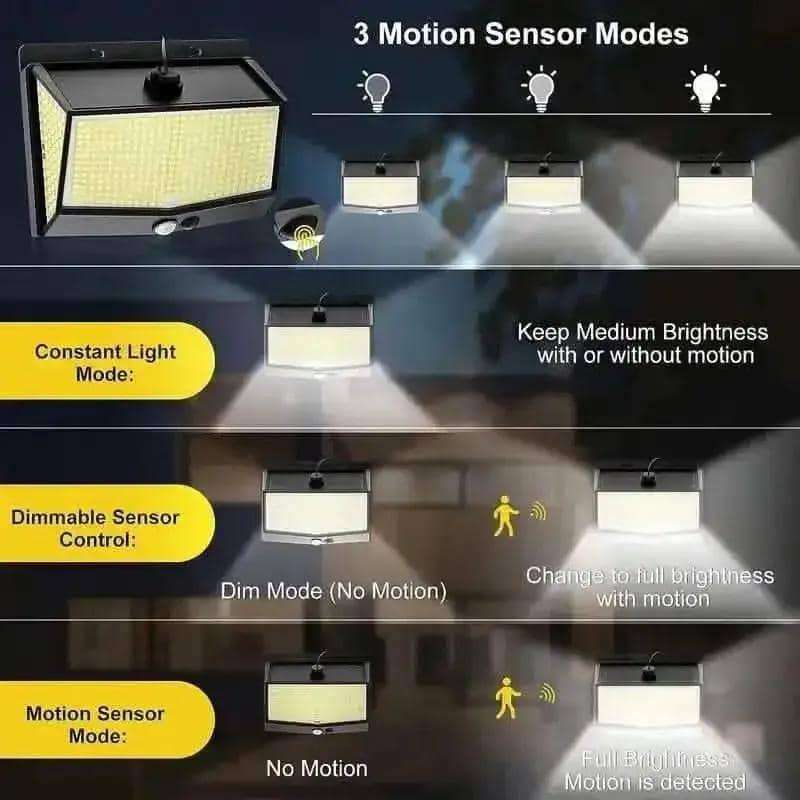 3 Motion Sensor Modes
Constant Light
Mode:
Keep Medium Brightness
with or without motion
Dimmable Sensor
Control:
Dim Mode (No Motion)
Change to full brightness
with motion
Motion Sensor
Mode:
No Motion
Full Brightness:
Motion is detected